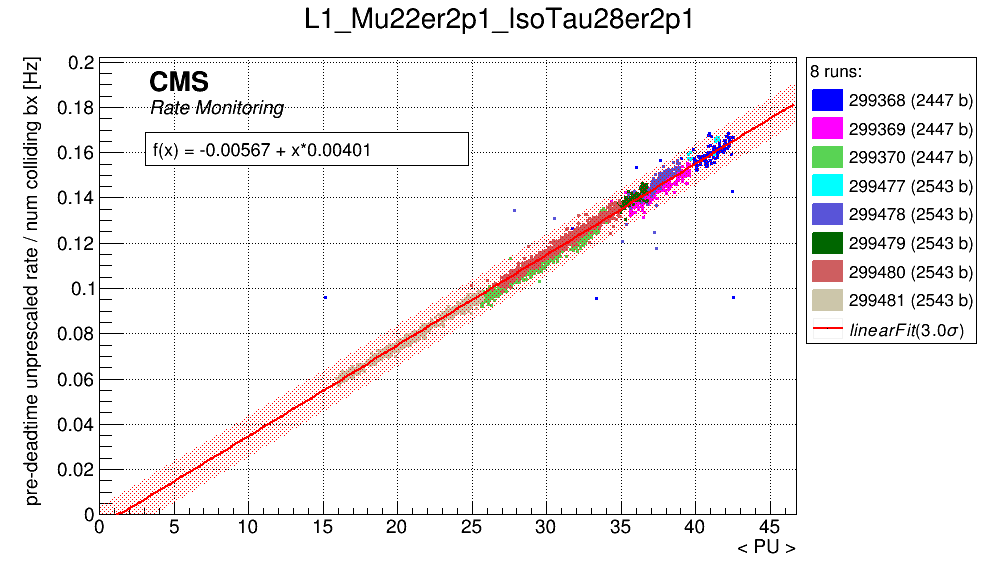 L1_Mu22er2p1_IsoTau28er2p1
pre-deadtime unprescaled rate / num colliding bx [Hz]
0.2
0.18
0.16
0.14
0.12
0.1
0.08
0.06
0.04
0.02
0
CMS
Rate Monitoring
f(x) = -0.00567 + x*0.00401
0 5 10 15 20 25 30 35 40 45
< PU >
8 runs:
299368 (2447 b)
299369 (2447 b)
299370 (2447 b)
299477 (2543 b)
299478 (2543 b)
299479 (2543 b)
299480 (2543 b)
299481 (2543 b)
linearFit(3.0σ)